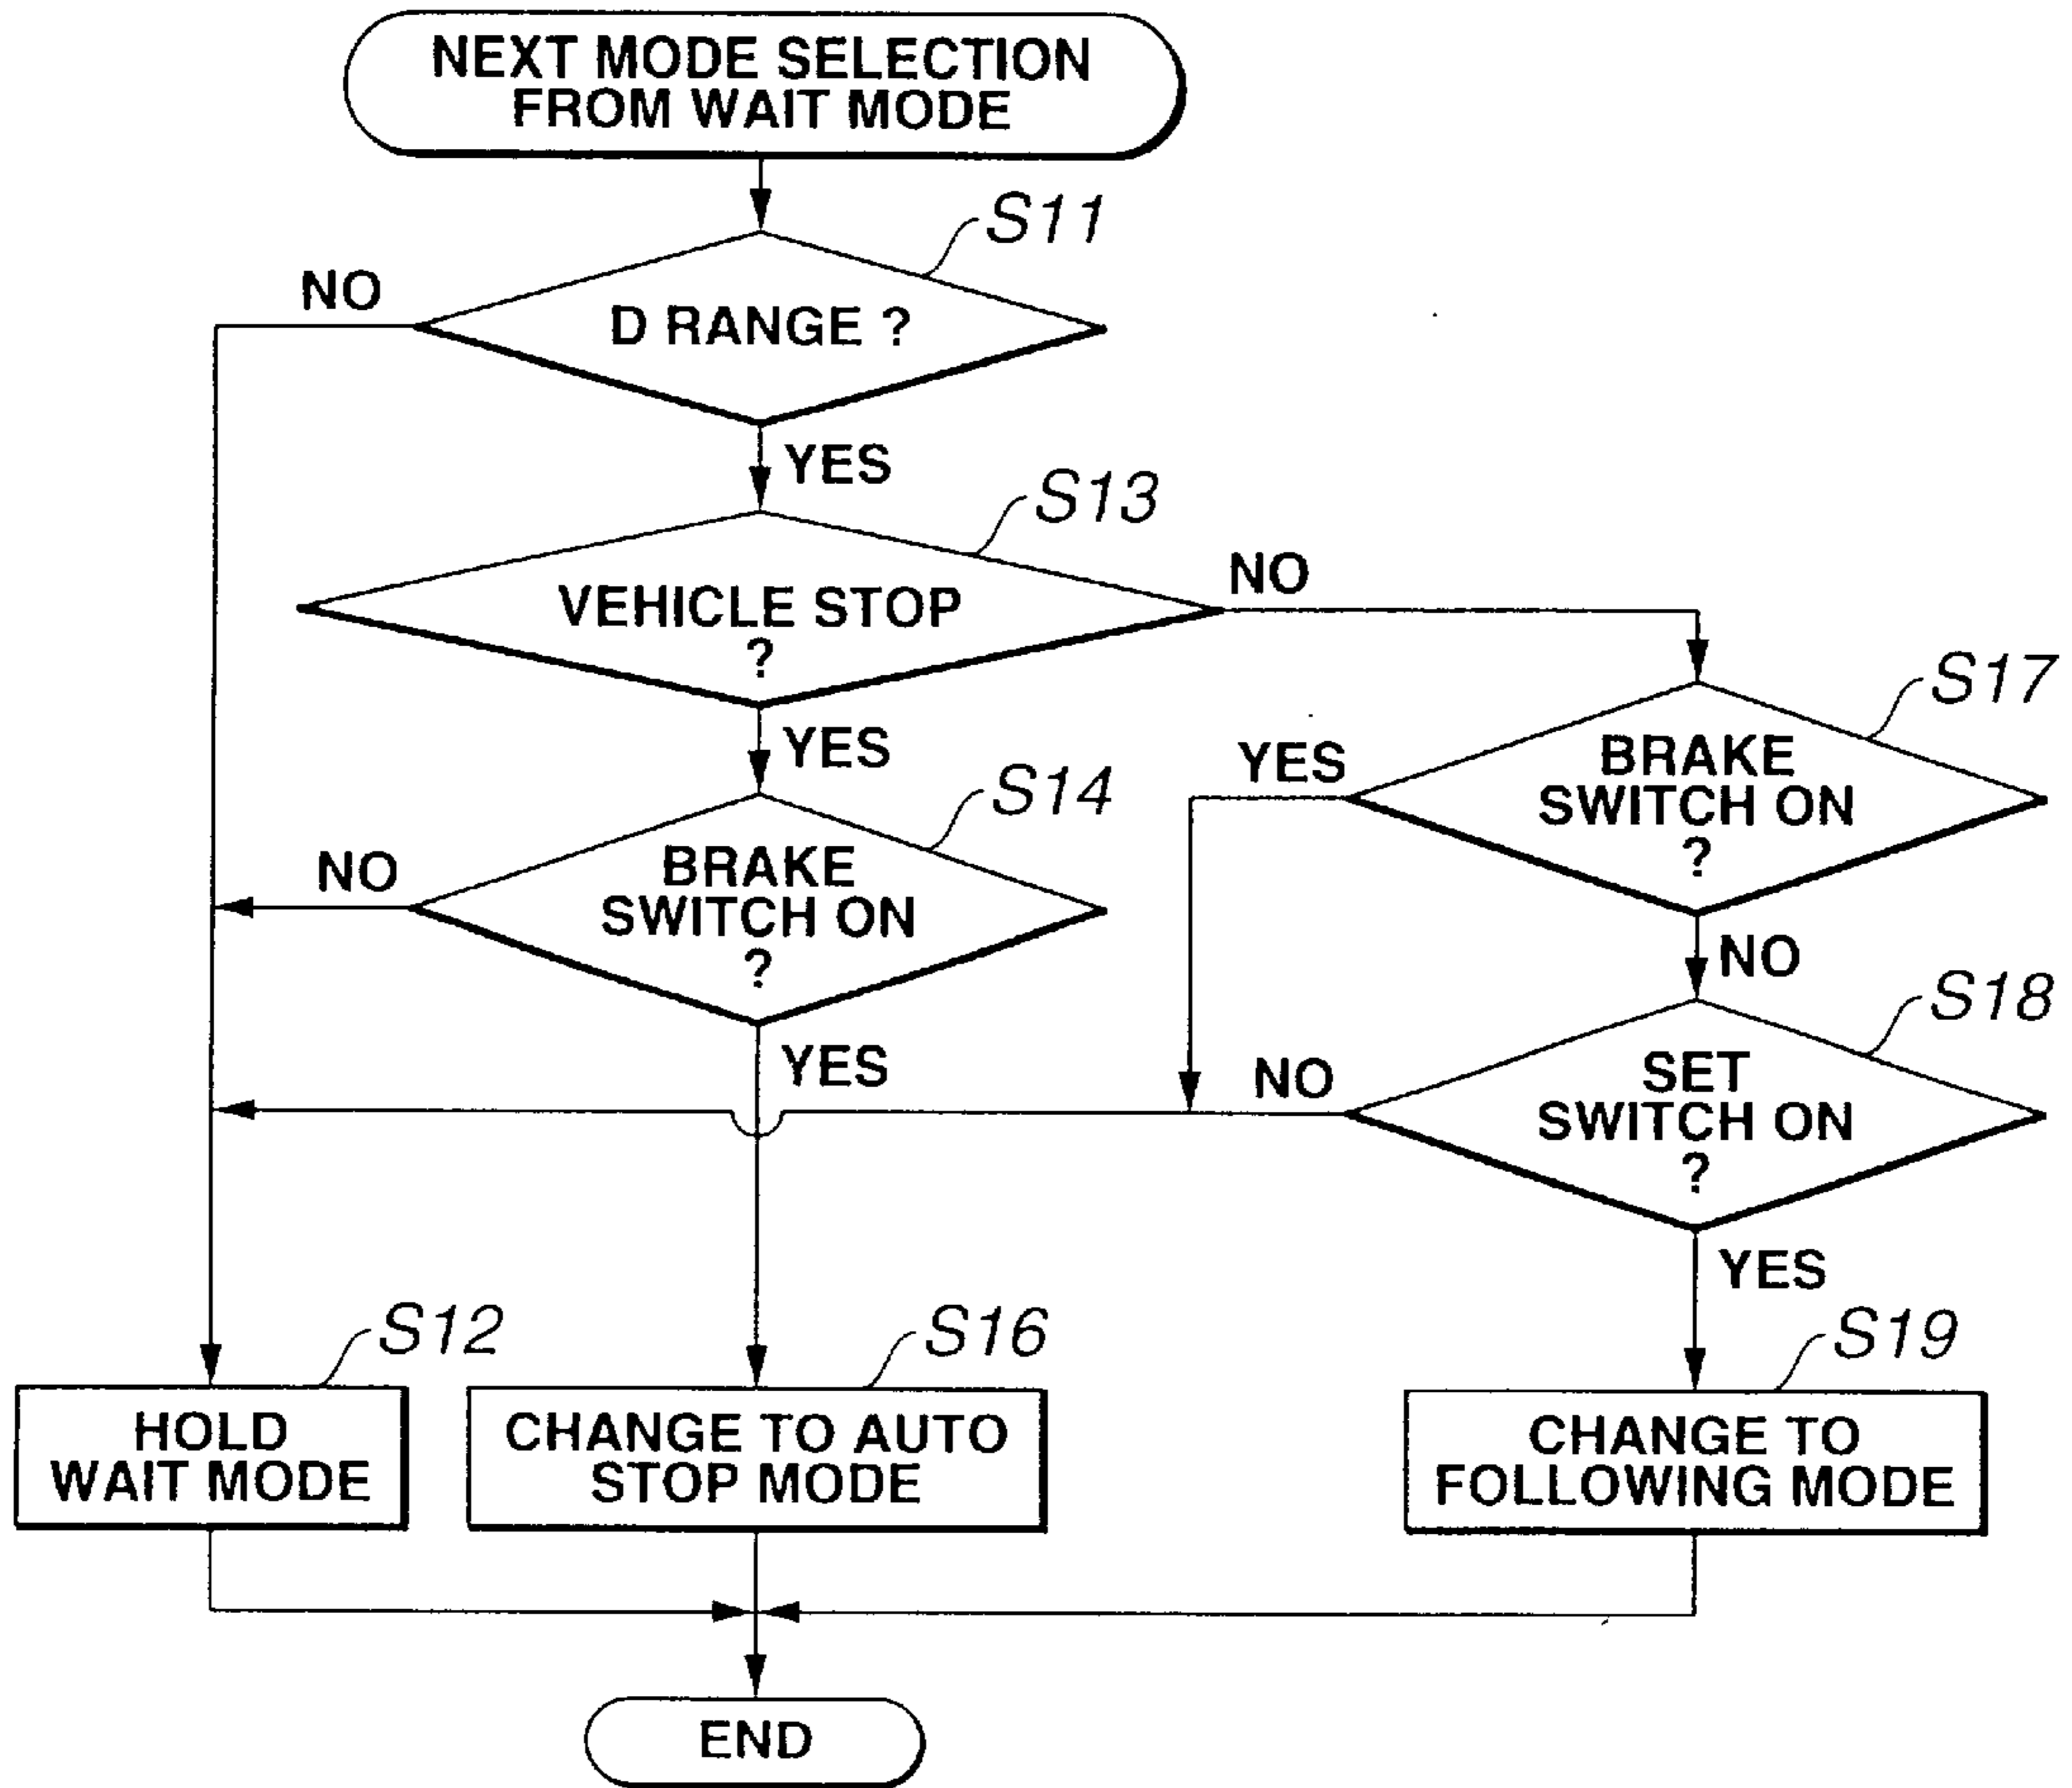 NEXT MODE SELECTION
FROM WAIT MODE
S11
NO
D RANGE ?
YES
S13
NO
VEHICLE STOP
?
S17
YES
YES
BRAKE
SWITCH ON
?
S14
NO
BRAKE
SWITCH ON
?
NO
S18
YES
NO
SET
SWITCH ON
?
YES
S12
S16
S19
HOLD
WAIT MODE
CHANGE TO AUTO
STOP MODE
CHANGE TO
FOLLOWING MODE
END